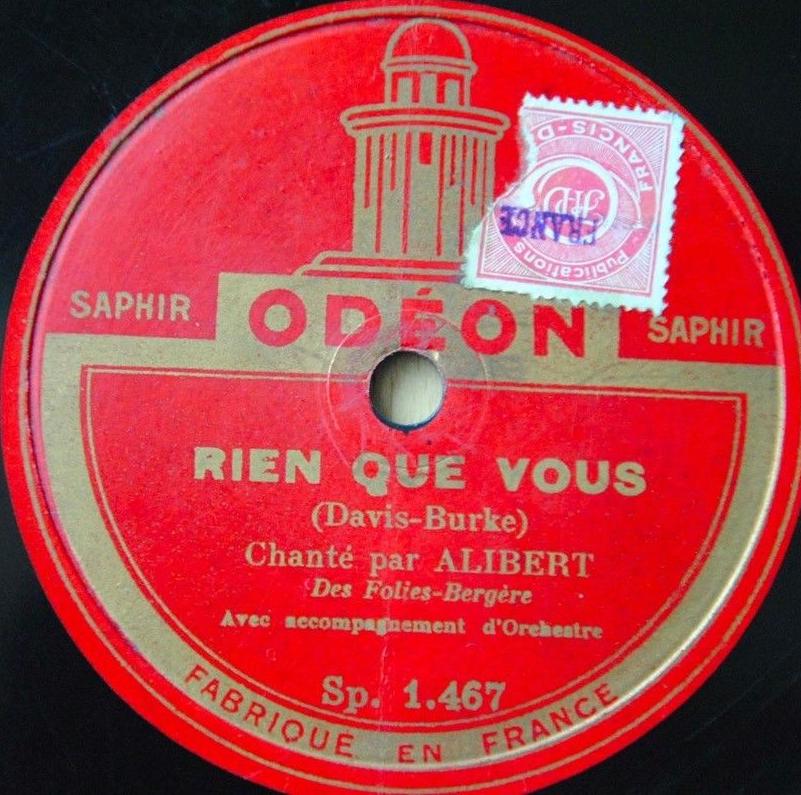 SAPHIR ODÉON SAPHIR
RIEN QUE VOUS
(Davis-Burke)
Chanté par ALIBERT
Des Folies-Bergère
Avec accompagnement d'Orchestre
Sp. 1.467
FABRIQUE EN FRANCE
Publications FRANCIS-D
FRANCE